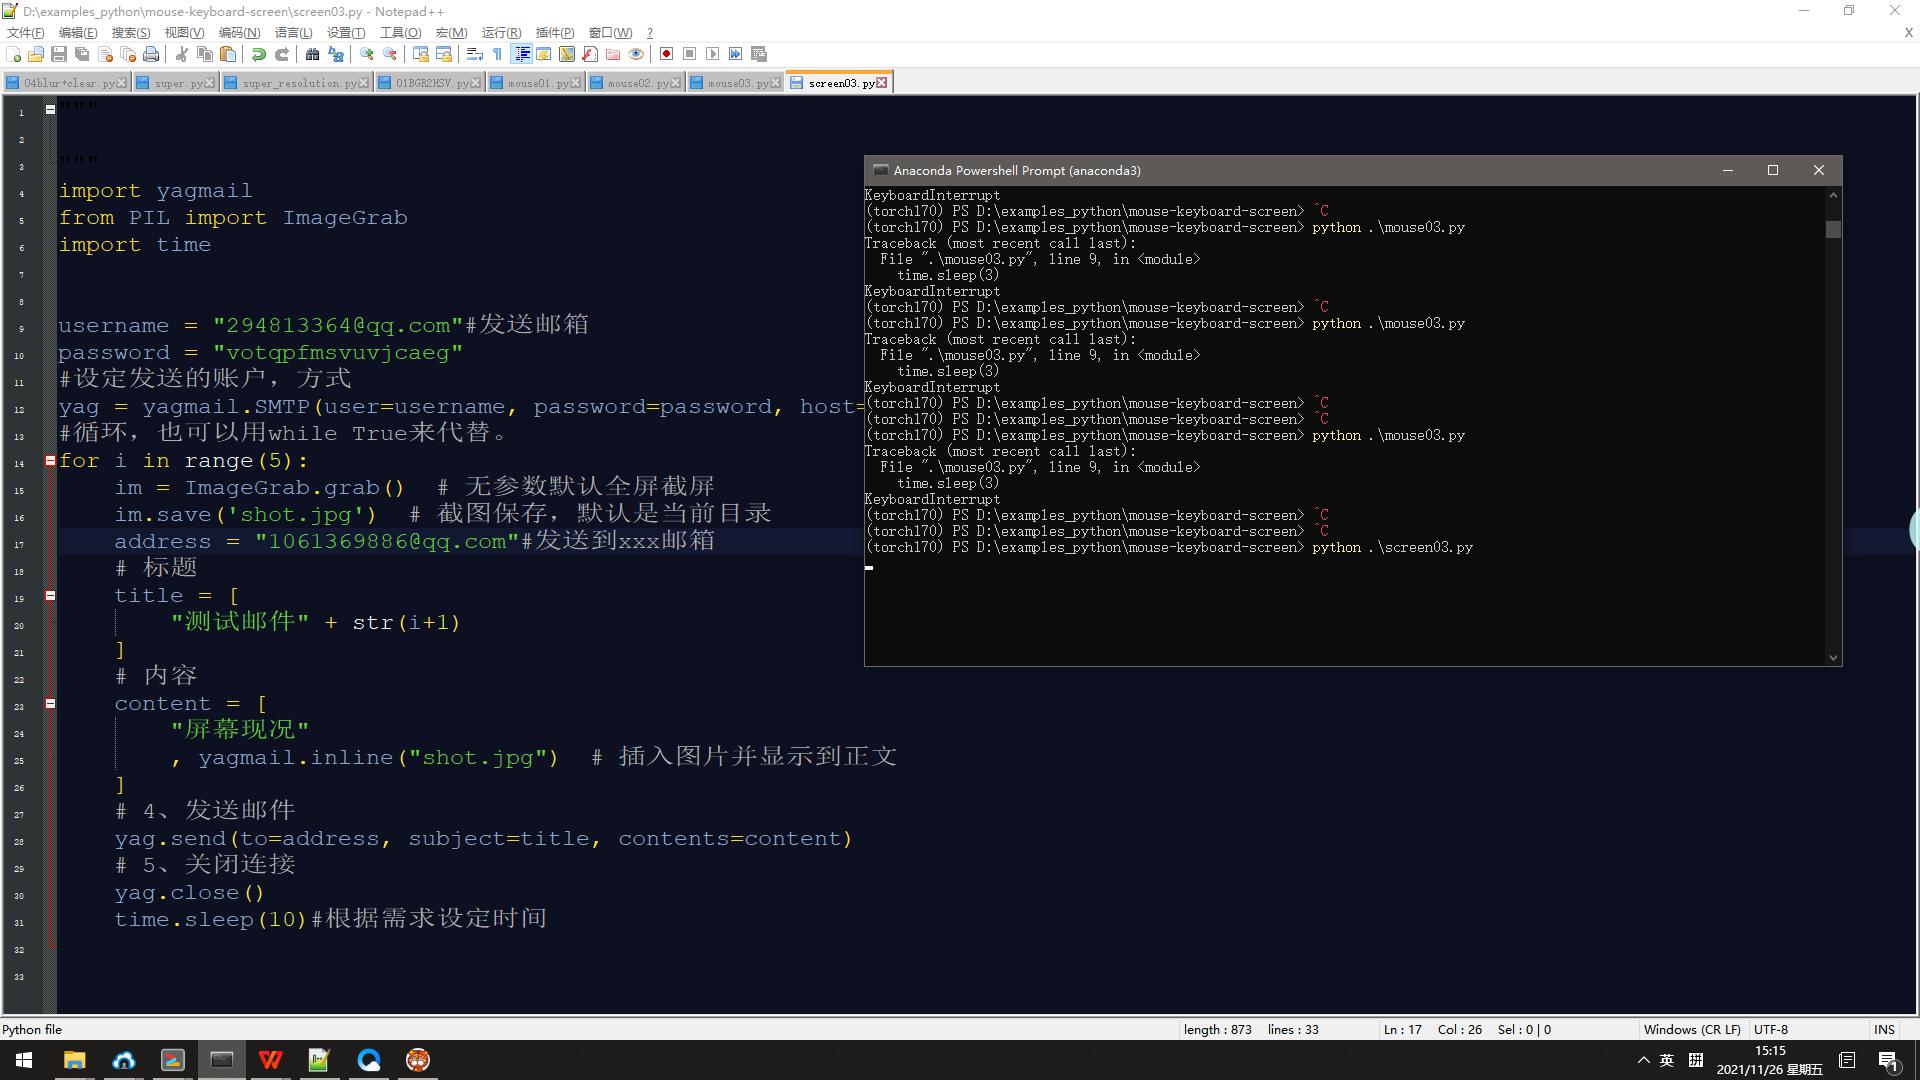 D:\examples_python\mouse-keyboard-screen\screen03.py - Notepad++
文件(F) 编辑(E) 搜索(S) 视图(V) 编码(N) 语言(L) 设置(T) 工具(O) 宏(M) 运行(R) 插件(P) 窗口(W) ? X
04blur+clear.py super.py super_resolution.py 01BGR2HSV.py mouse01.py mouse02.py mouse03.py screen03.py
1 """
2
3 """
4 import yagmail
5 from PIL import ImageGrab
6 import time
7
8
9 username = "294813364@qq.com"#发送邮箱
10 password = "votqpfmsvuvjcaeg"
11 #设定发送的账户，方式
12 yag = yagmail.SMTP(user=username, password=password, host=
13 #循环，也可以用while True来代替。
14 for i in range(5):
15 im = ImageGrab.grab()  # 无参数默认全屏截屏
16 im.save('shot.jpg')  # 截图保存，默认是当前目录
17 address = "1061369886@qq.com"#发送到xxx邮箱
18 # 标题
19 title = [
20 "测试邮件" + str(i+1)
21 ]
22 # 内容
23 content = [
24 "屏幕现况"
25 , yagmail.inline("shot.jpg")  # 插入图片并显示到正文
26 ]
27 # 4、发送邮件
28 yag.send(to=address, subject=title, contents=content)
29 # 5、关闭连接
30 yag.close()
31 time.sleep(10)#根据需求设定时间
32
33
Anaconda Powershell Prompt (anaconda3)
KeyboardInterrupt
(torch170) PS D:\examples_python\mouse-keyboard-screen> ^C
(torch170) PS D:\examples_python\mouse-keyboard-screen> python .\mouse03.py
Traceback (most recent call last):
File ".\mouse03.py", line 9, in <module>
time.sleep(3)
KeyboardInterrupt
(torch170) PS D:\examples_python\mouse-keyboard-screen> ^C
(torch170) PS D:\examples_python\mouse-keyboard-screen> python .\mouse03.py
Traceback (most recent call last):
File ".\mouse03.py", line 9, in <module>
time.sleep(3)
KeyboardInterrupt
(torch170) PS D:\examples_python\mouse-keyboard-screen> ^C
(torch170) PS D:\examples_python\mouse-keyboard-screen> ^C
(torch170) PS D:\examples_python\mouse-keyboard-screen> python .\mouse03.py
Traceback (most recent call last):
File ".\mouse03.py", line 9, in <module>
time.sleep(3)
KeyboardInterrupt
(torch170) PS D:\examples_python\mouse-keyboard-screen> ^C
(torch170) PS D:\examples_python\mouse-keyboard-screen> ^C
(torch170) PS D:\examples_python\mouse-keyboard-screen> python .\screen03.py
Python file length : 873 lines : 33 Ln : 17 Col : 26 Sel : 0 | 0 Windows (CR LF) UTF-8 INS
英 拼 15:15
2021/11/26 星期五 1